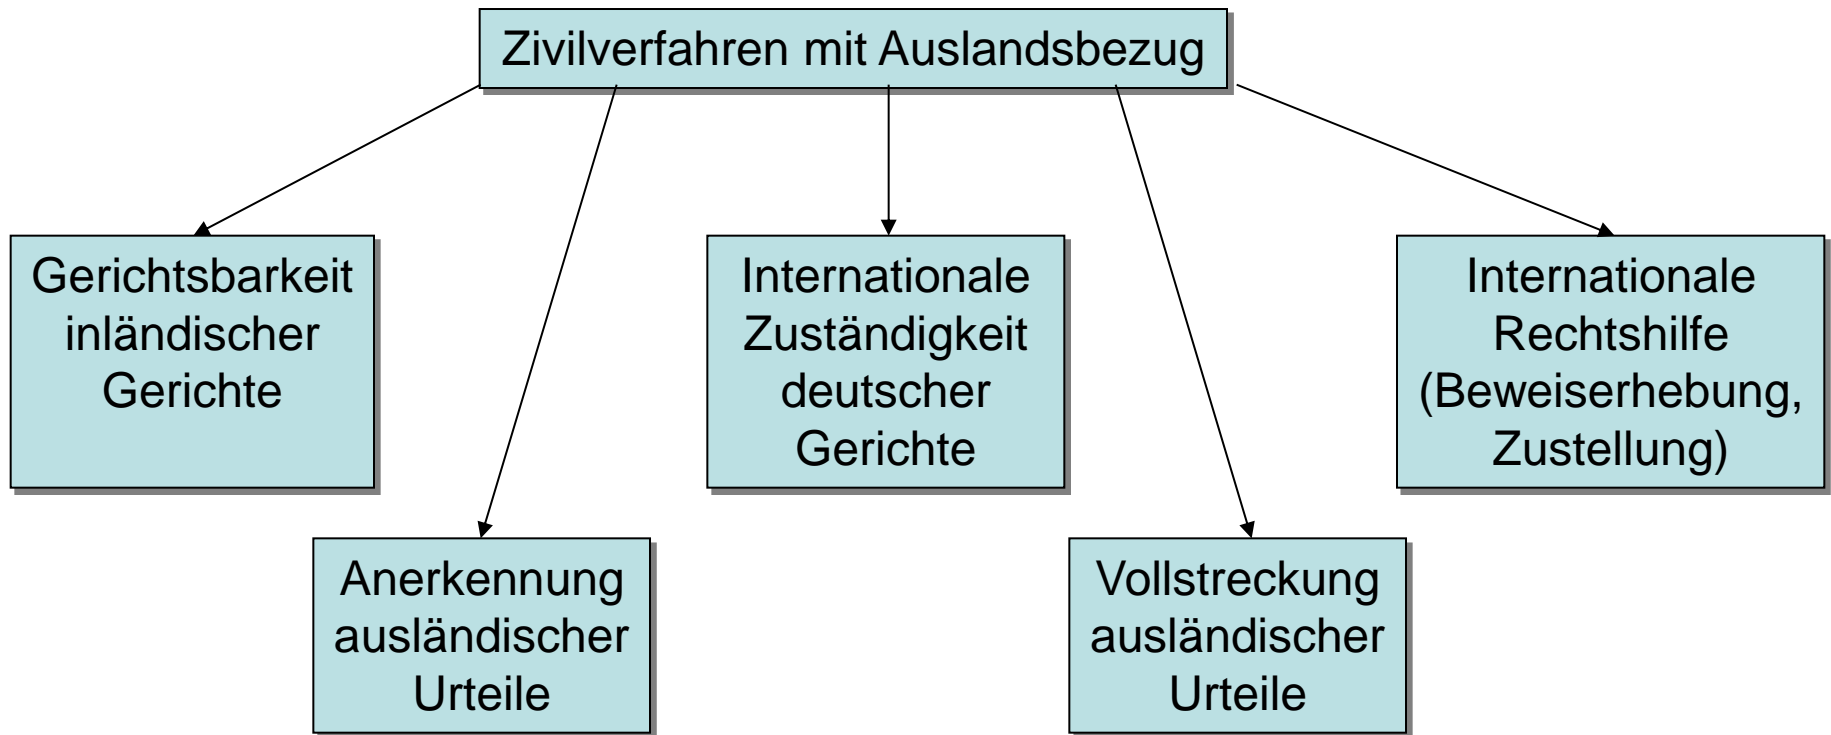 Zivilverfahren mit Auslandsbezug
Gerichtsbarkeit
inländischer
Gerichte
Internationale
Zuständigkeit
deutscher
Gerichte
Internationale
Rechtshilfe
(Beweiserhebung,
Zustellung)
Anerkennung
ausländischer
Urteile
Vollstreckung
ausländischer
Urteile